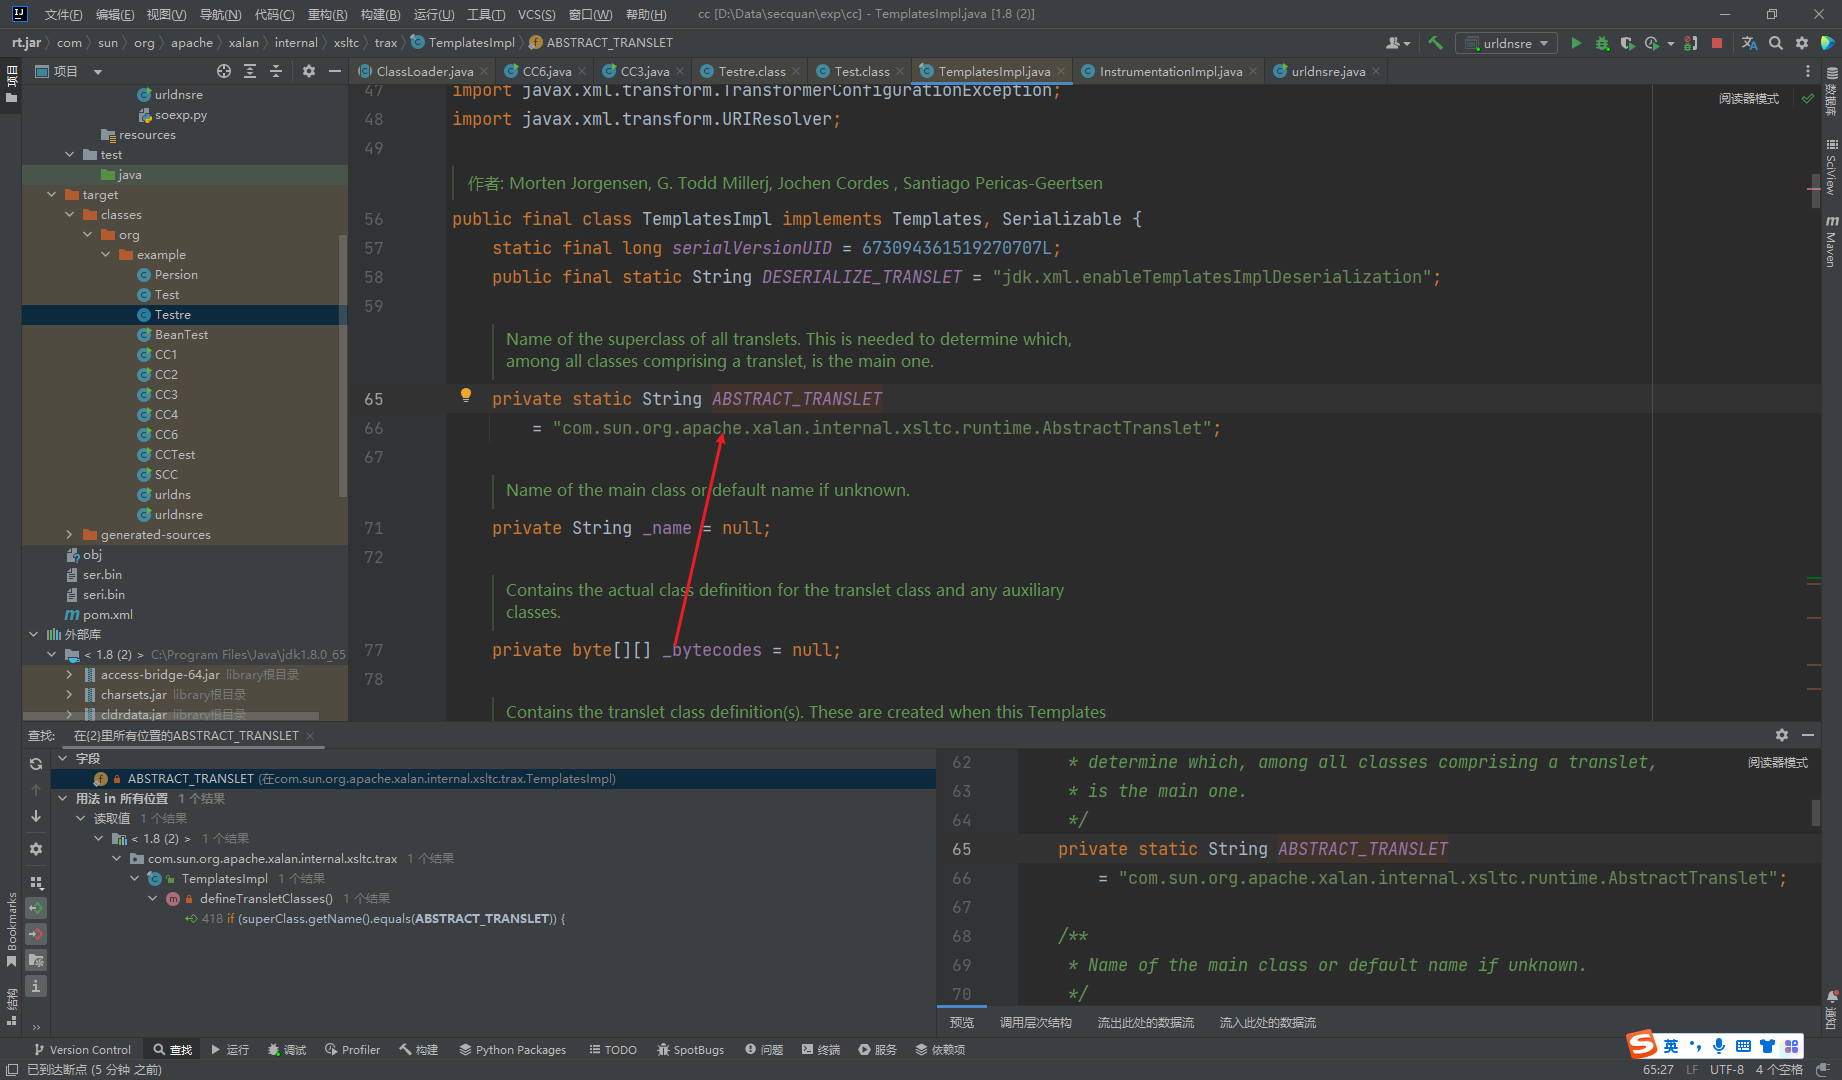 文件(F) 编辑(E) 视图(V) 导航(N) 代码(C) 重构(R) 构建(B) 运行(U) 工具(T) VCS(S) 窗口(W) 帮助(H) cc [D:\Data\secquan\exp\cc] - TemplatesImpl.java [1.8 (2)]
rt.jar com sun org apache xalan internal xsltc trax TemplatesImpl ABSTRACT_TRANSLET urldnsre
项目
项目
urldnsre
soexp.py
resources
test
java
target
classes
org
example
Persion
Test
Testre
BeanTest
CC1
CC2
CC3
CC4
CC6
CCTest
SCC
urldns
urldnsre
generated-sources
obj
ser.bin
seri.bin
pom.xml
外部库
< 1.8 (2) > C:\Program Files\Java\jdk1.8.0_65
access-bridge-64.jar library根目录
charsets.jar library根目录
cldrdata.jar library根目录
ClassLoader.java CC6.java CC3.java Testre.class Test.class TemplatesImpl.java InstrumentationImpl.java urldnsre.java
阅读器模式
47 import javax.xml.transform.TransformerConfigurationException;
48 import javax.xml.transform.URIResolver;
49
作者: Morten Jorgensen, G. Todd Millerj, Jochen Cordes , Santiago Pericas-Geertsen
56 public final class TemplatesImpl implements Templates, Serializable {
57 static final long serialVersionUID = 673094361519270707L;
58 public final static String DESERIALIZE_TRANSLET = "jdk.xml.enableTemplatesImplDeserialization";
59
Name of the superclass of all translets. This is needed to determine which,
among all classes comprising a translet, is the main one.
65 private static String ABSTRACT_TRANSLET
66 = "com.sun.org.apache.xalan.internal.xsltc.runtime.AbstractTranslet";
67
Name of the main class or default name if unknown.
71 private String _name = null;
72
Contains the actual class definition for the translet class and any auxiliary
classes.
77 private byte[][] _bytecodes = null;
78
Contains the translet class definition(s). These are created when this Templates
数据库
SciView
Maven
通知
查找: 在{2}里所有位置的ABSTRACT_TRANSLET
字段
ABSTRACT_TRANSLET (在com.sun.org.apache.xalan.internal.xsltc.trax.TemplatesImpl)
用法 in 所有位置 1 个结果
读取值 1 个结果
< 1.8 (2) > 1 个结果
com.sun.org.apache.xalan.internal.xsltc.trax 1 个结果
TemplatesImpl 1 个结果
defineTransletClasses() 1 个结果
418 if (superClass.getName().equals(ABSTRACT_TRANSLET)) {
62 * determine which, among all classes comprising a translet,
阅读器模式
63 * is the main one.
64 */
65 private static String ABSTRACT_TRANSLET
66 = "com.sun.org.apache.xalan.internal.xsltc.runtime.AbstractTranslet";
67
68 /**
69 * Name of the main class or default name if unknown.
70 */
预览 调用层次结构 流出此处的数据流 流入此处的数据流
Bookmarks
结构
Version Control 查找 运行 调试 Profiler 构建 Python Packages TODO SpotBugs 问题 终端 服务 依赖项
英
已到达断点 (5 分钟 之前) 65:27 LF UTF-8 4 个空格